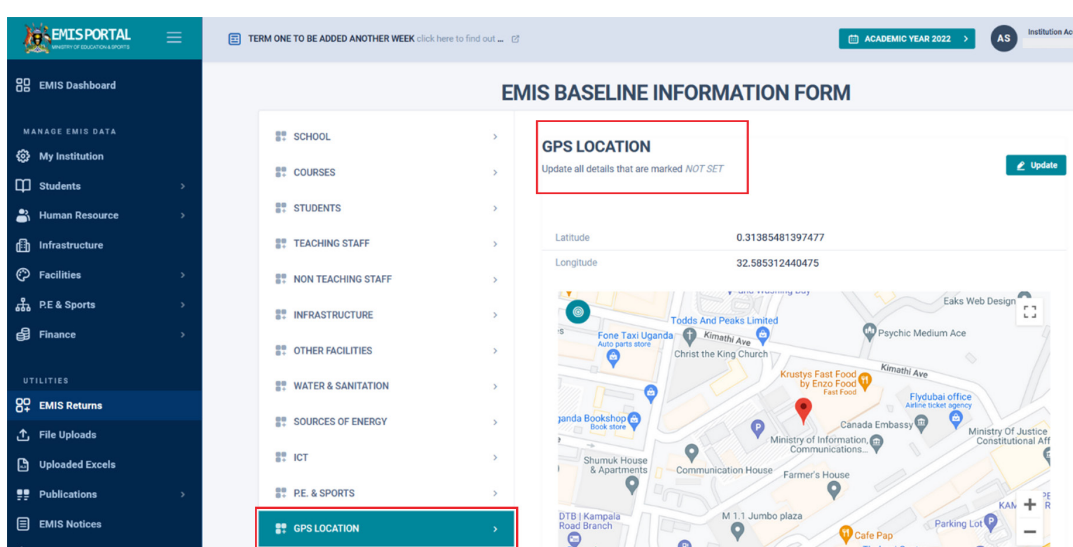 EMIS PORTAL
MINISTRY OF EDUCATION & SPORTS
TERM ONE TO BE ADDED ANOTHER WEEK click here to find out ...
ACADEMIC YEAR 2022
AS
Institution Acc
EMIS Dashboard
MANAGE EMIS DATA
My Institution
Students
Human Resource
Infrastructure
Facilities
P.E & Sports
Finance
UTILITIES
EMIS Returns
File Uploads
Uploaded Excels
Publications
EMIS Notices
EMIS BASELINE INFORMATION FORM
SCHOOL
COURSES
STUDENTS
TEACHING STAFF
NON TEACHING STAFF
INFRASTRUCTURE
OTHER FACILITIES
WATER & SANITATION
SOURCES OF ENERGY
ICT
P.E. & SPORTS
GPS LOCATION
GPS LOCATION
Update all details that are marked NOT SET
Update
Latitude 0.31385481397477
Longitude 32.585312440475
and Washing Bay
Eaks Web Design
Todds And Peaks Limited
Fone Taxi Uganda
Auto parts store
Kimathi Ave
Psychic Medium Ace
Christ the King Church
Krustys Fast Food
by Enzo Food
Fast Food
Kimathi Ave
Flydubai office
Airline ticket agency
anda Bookshop
Book store
Canada Embassy
Ministry Of Justice
Constitutional Aff
Ministry of Information,
Communications...
Shumuk House
& Apartments
Communication House
Farmer's House
DTB | Kampala
Road Branch
M 1.1 Jumbo plaza
KAM
Parking Lot
Cafe Pap